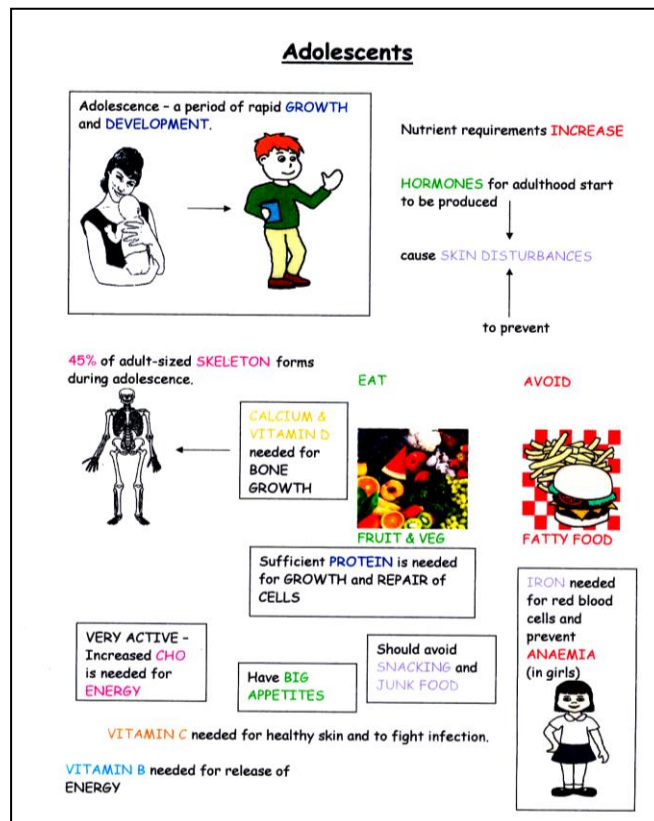 Adolescents
Adolescence – a period of rapid GROWTH
and DEVELOPMENT.
Nutrient requirements INCREASE
HORMONES for adulthood start
to be produced
cause SKIN DISTURBANCES
to prevent
45% of adult-sized SKELETON forms
during adolescence.
EAT
AVOID
CALCIUM &
VITAMIN D
needed for
BONE
GROWTH
FRUIT & VEG
FATTY FOOD
Sufficient PROTEIN is needed
for GROWTH and REPAIR of
CELLS
IRON needed
for red blood
cells and
prevent
ANAEMIA
(in girls)
VERY ACTIVE –
Increased CHO
is needed for
ENERGY
Have BIG
APPETITES
Should avoid
SNACKING and
JUNK FOOD
VITAMIN C needed for healthy skin and to fight infection.
VITAMIN B needed for release of
ENERGY